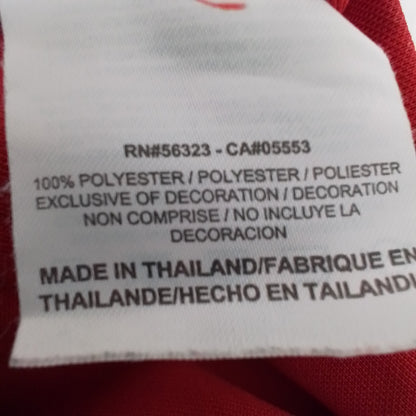 RN#56323 - CA#05553
100% POLYESTER / POLYESTER / POLIESTER
EXCLUSIVE OF DECORATION / DECORATION
NON COMPRISE / NO INCLUYE LA
DECORACION
MADE IN THAILAND/FABRIQUE EN
THAILANDE/HECHO EN TAILANDI